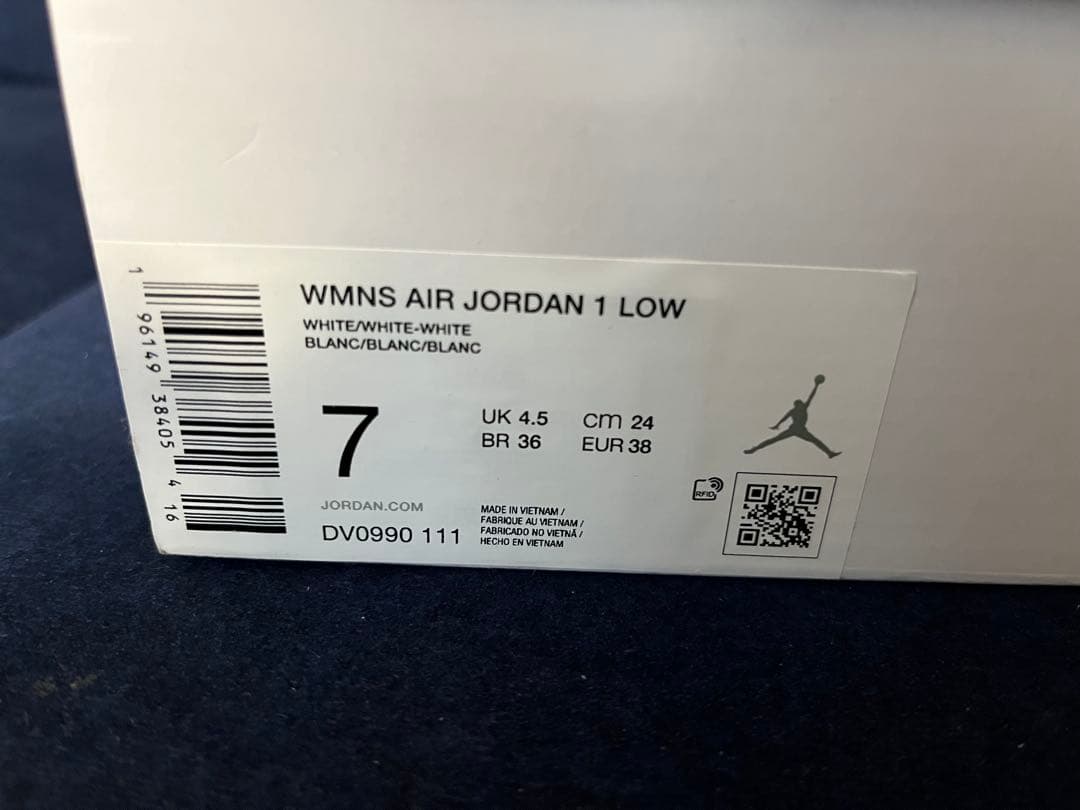 WMNS AIR JORDAN 1 LOW
WHITE/WHITE-WHITE
BLANC/BLANC/BLANC
7
UK 4.5 cm 24
BR 36 EUR 38
JORDAN.COM
DV0990 111
MADE IN VIETNAM /
FABRIQUE AU VIETNAM /
FABRICADO NO VIETNÃ /
HECHO EN VIETNAM
RFID
1 96149 38405 4 16